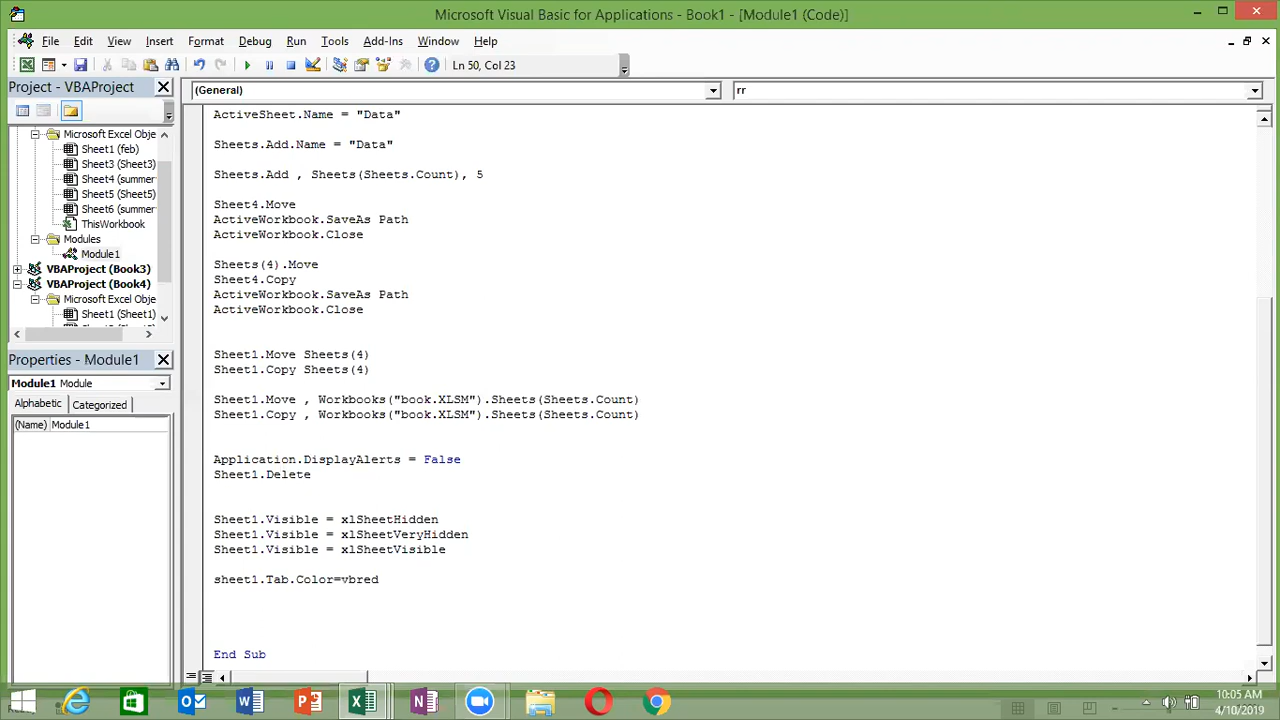 Microsoft Visual Basic for Applications - Book1 - [Module1 (Code)]
File Edit View Insert Format Debug Run Tools Add-Ins Window Help
Ln 50, Col 23
Project - VBAProject
(General)
rr
Microsoft Excel Obje
Sheet1 (feb)
Sheet3 (Sheet3)
Sheet4 (summer
Sheet5 (Sheet5)
Sheet6 (summer
ThisWorkbook
Modules
Module1
VBAProject (Book3)
VBAProject (Book4)
Microsoft Excel Obje
Sheet1 (Sheet1)
Properties - Module1
Module1 Module
Alphabetic Categorized
(Name) Module1
ActiveSheet.Name = "Data"
Sheets.Add.Name = "Data"
Sheets.Add , Sheets(Sheets.Count), 5
Sheet4.Move
ActiveWorkbook.SaveAs Path
ActiveWorkbook.Close
Sheets(4).Move
Sheet4.Copy
ActiveWorkbook.SaveAs Path
ActiveWorkbook.Close
Sheet1.Move Sheets(4)
Sheet1.Copy Sheets(4)
Sheet1.Move , Workbooks("book.XLSM").Sheets(Sheets.Count)
Sheet1.Copy , Workbooks("book.XLSM").Sheets(Sheets.Count)
Application.DisplayAlerts = False
Sheet1.Delete
Sheet1.Visible = xlSheetHidden
Sheet1.Visible = xlSheetVeryHidden
Sheet1.Visible = xlSheetVisible
sheet1.Tab.Color=vbred
End Sub
10:05 AM
4/10/2019